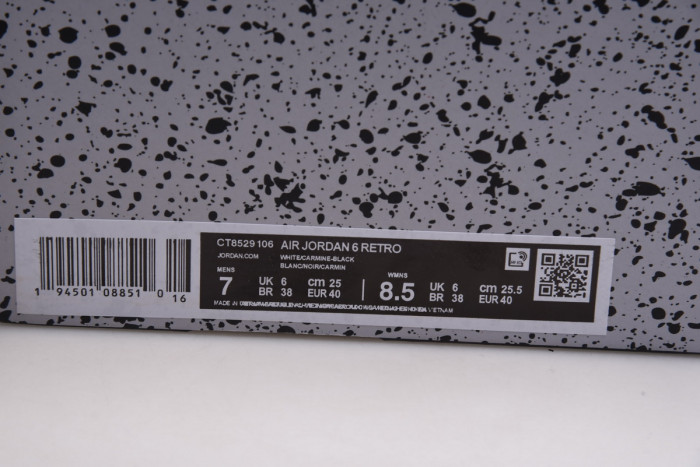 CT8529 106 AIR JORDAN 6 RETRO
JORDAN.COM WHITE/CARMINE-BLACK
BLANC/NOIR/CARMIN
MENS
7 UK 6 cm 25
BR 38 EUR 40
WMNS
8.5 UK 6 cm 25.5
BR 38 EUR 40
MADE IN VIETNAM
1 94501 08851 0 16